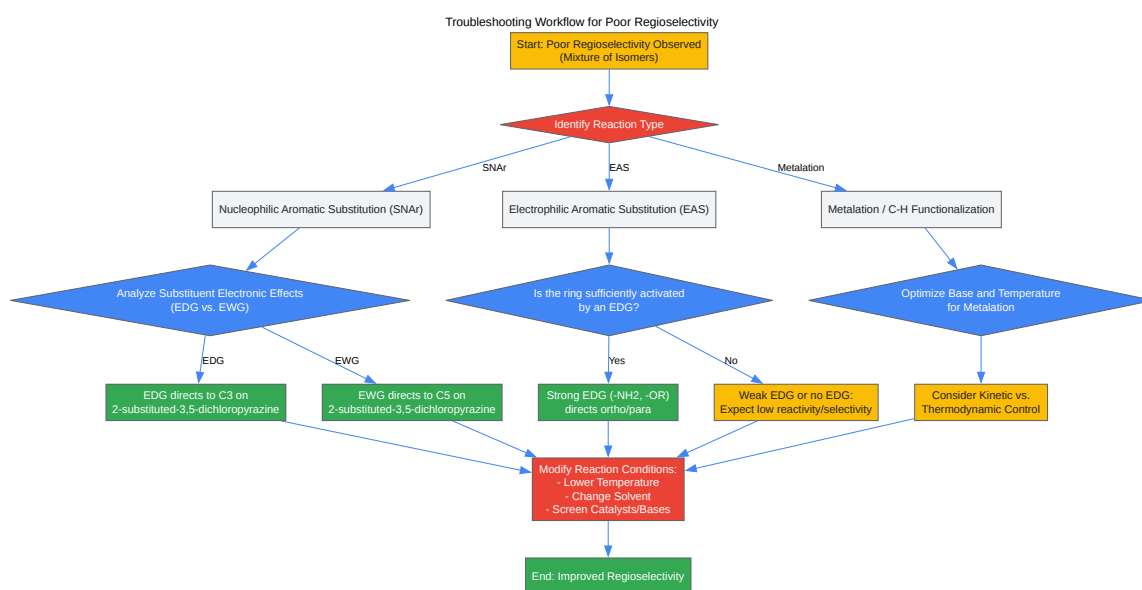 Troubleshooting Workflow for Poor Regioselectivity
Start: Poor Regioselectivity Observed
(Mixture of Isomers)
Identify Reaction Type
SNAr
EAS
Metalation
Nucleophilic Aromatic Substitution (SNAr)
Electrophilic Aromatic Substitution (EAS)
Metalation / C-H Functionalization
Analyze Substituent Electronic Effects
(EDG vs. EWG)
Is the ring sufficiently activated
by an EDG?
Optimize Base and Temperature
for Metalation
EDG
EWG
Yes
No
EDG directs to C3 on
2-substituted-3,5-dichloropyrazine
EWG directs to C5 on
2-substituted-3,5-dichloropyrazine
Strong EDG (-NH2, -OR)
directs ortho/para
Weak EDG or no EDG:
Expect low reactivity/selectivity
Consider Kinetic vs.
Thermodynamic Control
Modify Reaction Conditions:
- Lower Temperature
- Change Solvent
- Screen Catalysts/Bases
End: Improved Regioselectivity